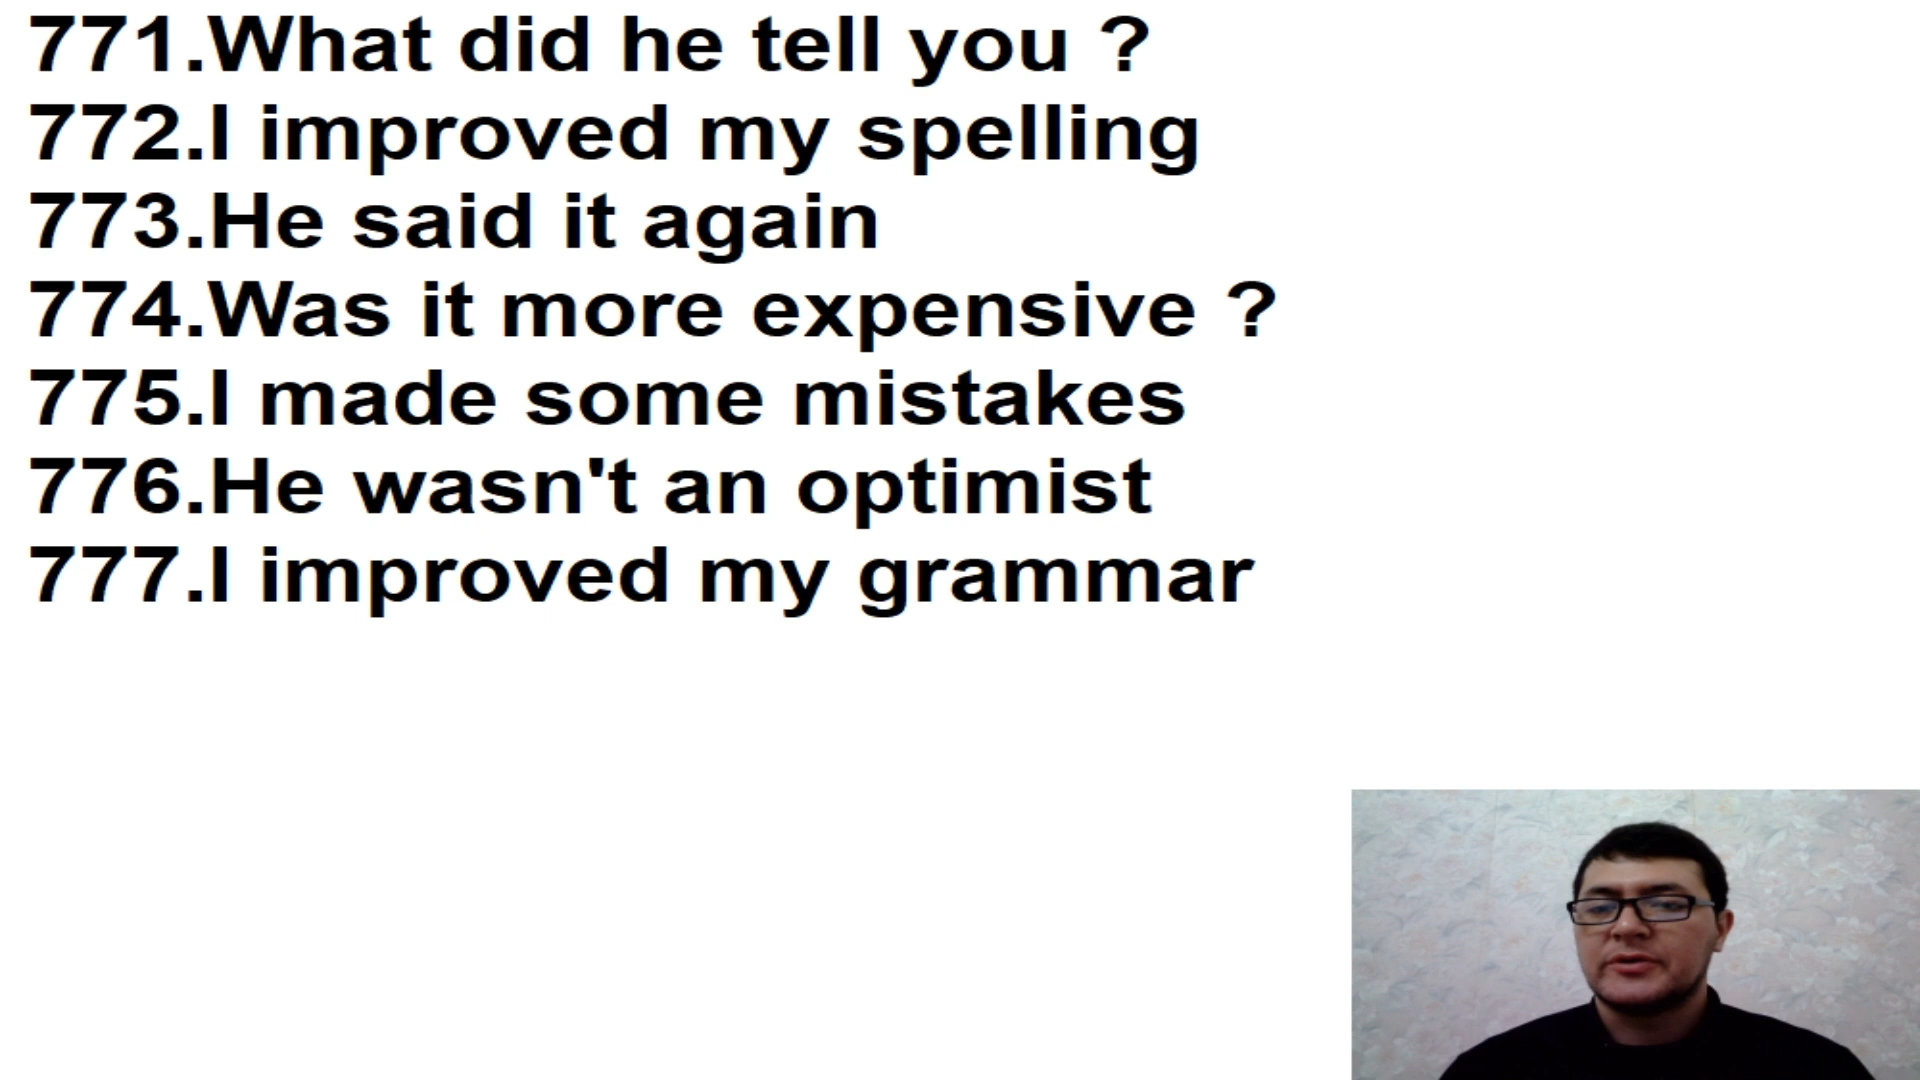 771.What did he tell you ?
772.I improved my spelling
773.He said it again
774.Was it more expensive ?
775.I made some mistakes
776.He wasn't an optimist
777.I improved my grammar